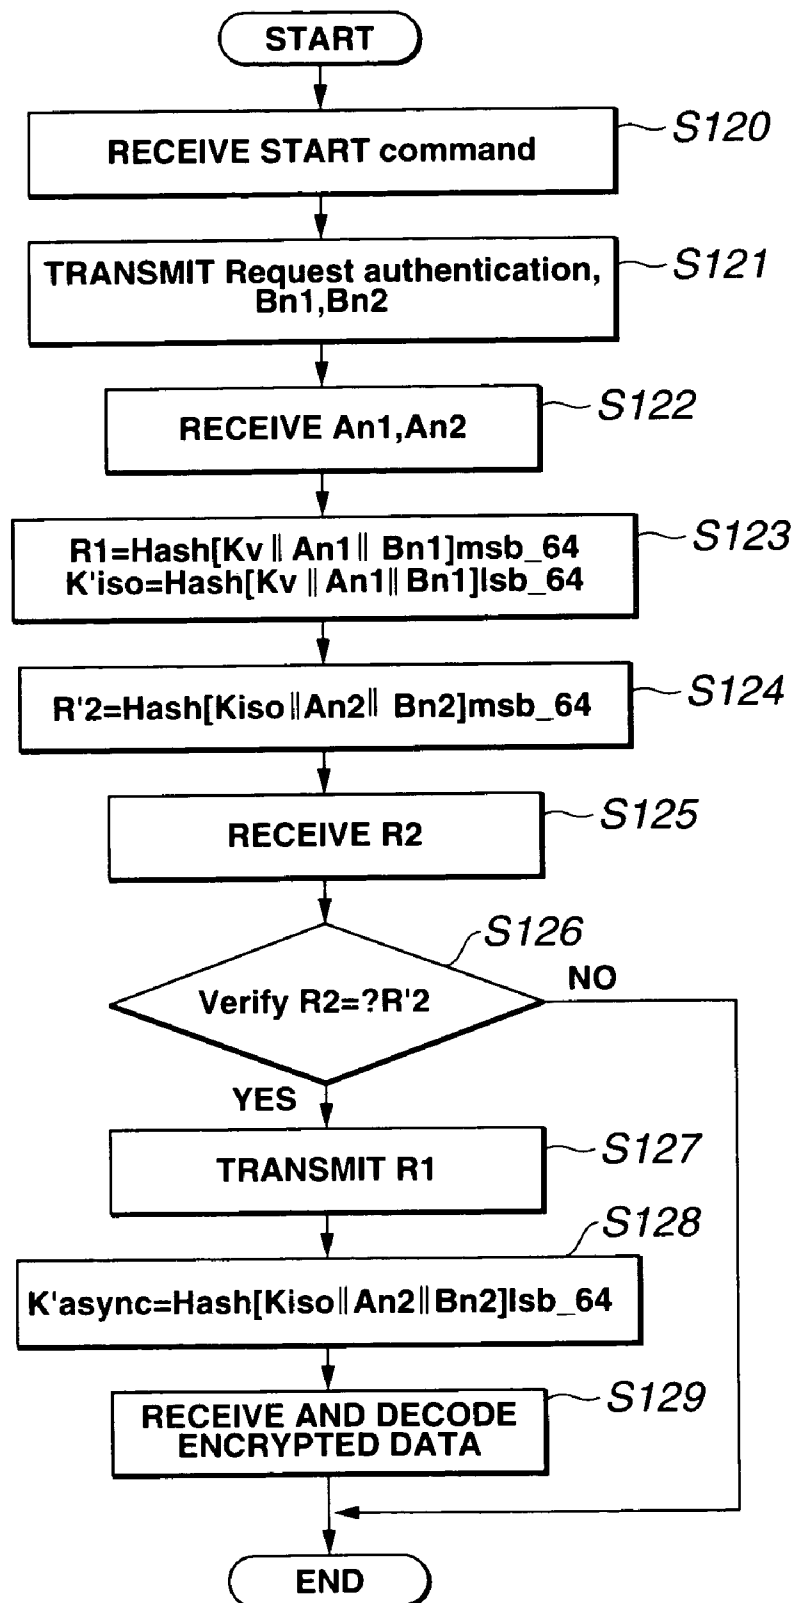 START
RECEIVE START command
S120
TRANSMIT Request authentication,
Bn1,Bn2
S121
RECEIVE An1,An2
S122
R1=Hash[Kv || An1 || Bn1]msb_64
K'iso=Hash[Kv || An1 || Bn1]lsb_64
S123
R'2=Hash[Kiso||An2|| Bn2]msb_64
S124
RECEIVE R2
S125
S126
Verify R2=?R'2
NO
YES
TRANSMIT R1
S127
S128
K'async=Hash[Kiso||An2||Bn2]lsb_64
RECEIVE AND DECODE
ENCRYPTED DATA
S129
END